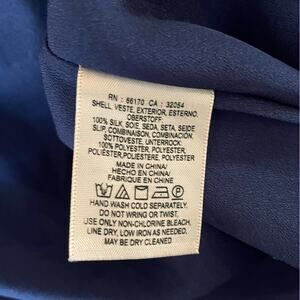 RN : 66170 CA : 32054
SHELL, VESTE, EXTERIOR, ESTERNO,
OBERSTOFF
100% SILK, SOIE, SEDA, SETA, SEIDE
SLIP, COMBINAISON, COMBINACIÓN,
SOTTOVESTE, UNTERROCK
100% POLYESTER, POLYESTER,
POLIÉSTER,POLIESTERE, POLYESTER
MADE IN CHINA/
HECHO EN CHINA/
FABRIQUE EN CHINE
HAND WASH COLD SEPARATELY.
DO NOT WRING OR TWIST,
USE ONLY NON-CHLORINE BLEACH,
LINE DRY, LOW IRON AS NEEDED.
MAY BE DRY CLEANED